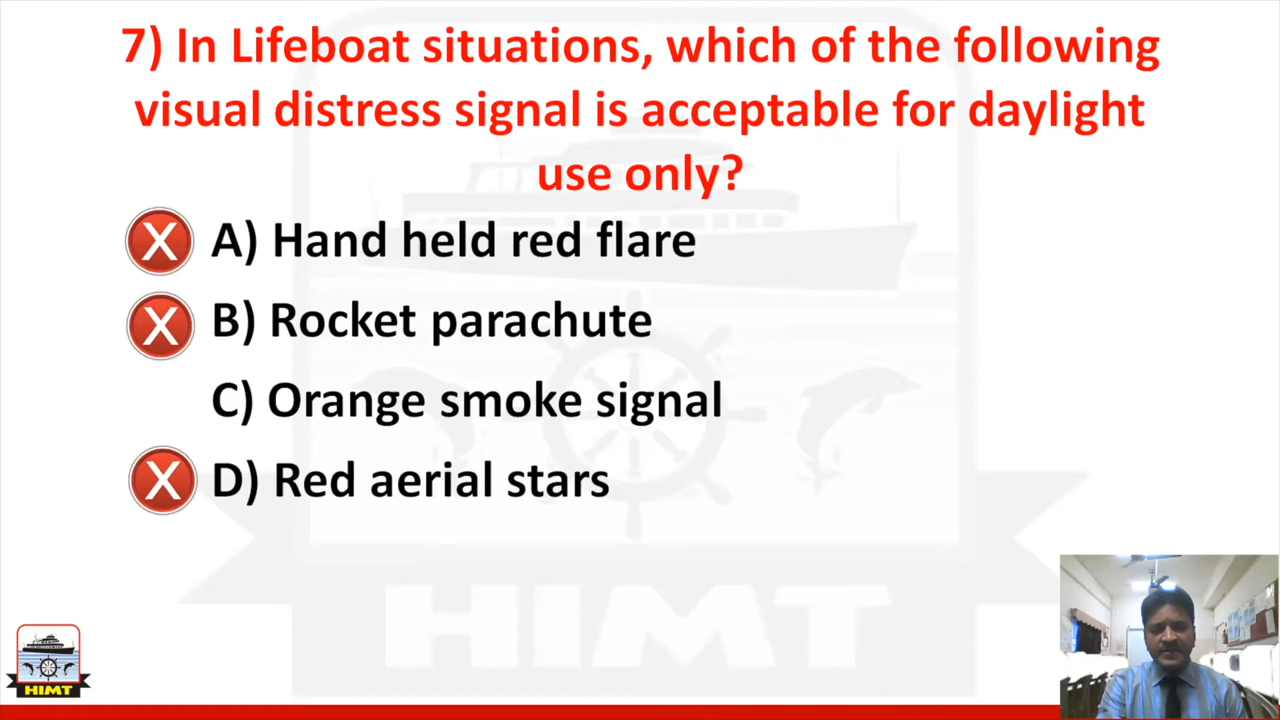 7) In Lifeboat situations, which of the following
visual distress signal is acceptable for daylight
use only?
X A) Hand held red flare
X B) Rocket parachute
C) Orange smoke signal
X D) Red aerial stars
HIMT
HIMT